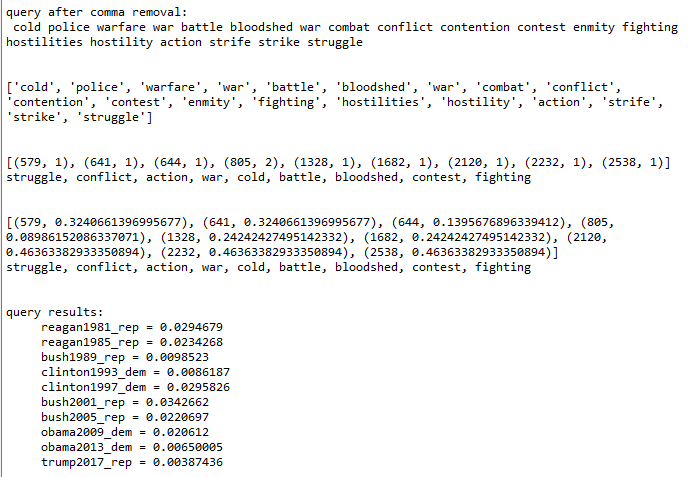 query after comma removal:
cold police warfare war battle bloodshed war combat conflict contention contest enmity fighting
hostilities hostility action strife strike struggle
['cold', 'police', 'warfare', 'war', 'battle', 'bloodshed', 'war', 'combat', 'conflict',
'contention', 'contest', 'enmity', 'fighting', 'hostilities', 'hostility', 'action', 'strife',
'strike', 'struggle']
[(579, 1), (641, 1), (644, 1), (805, 2), (1328, 1), (1682, 1), (2120, 1), (2232, 1), (2538, 1)]
struggle, conflict, action, war, cold, battle, bloodshed, contest, fighting
[(579, 0.3240661396995677), (641, 0.3240661396995677), (644, 0.1395676896339412), (805,
0.08986152086337071), (1328, 0.24242427495142332), (1682, 0.24242427495142332), (2120,
0.46363382933350894), (2232, 0.46363382933350894), (2538, 0.46363382933350894)]
struggle, conflict, action, war, cold, battle, bloodshed, contest, fighting
query results:
reagan1981_rep = 0.0294679
reagan1985_rep = 0.0234268
bush1989_rep = 0.0098523
clinton1993_dem = 0.0086187
clinton1997_dem = 0.0295826
bush2001_rep = 0.0342662
bush2005_rep = 0.0220697
obama2009_dem = 0.020612
obama2013_dem = 0.00650005
trump2017_rep = 0.00387436